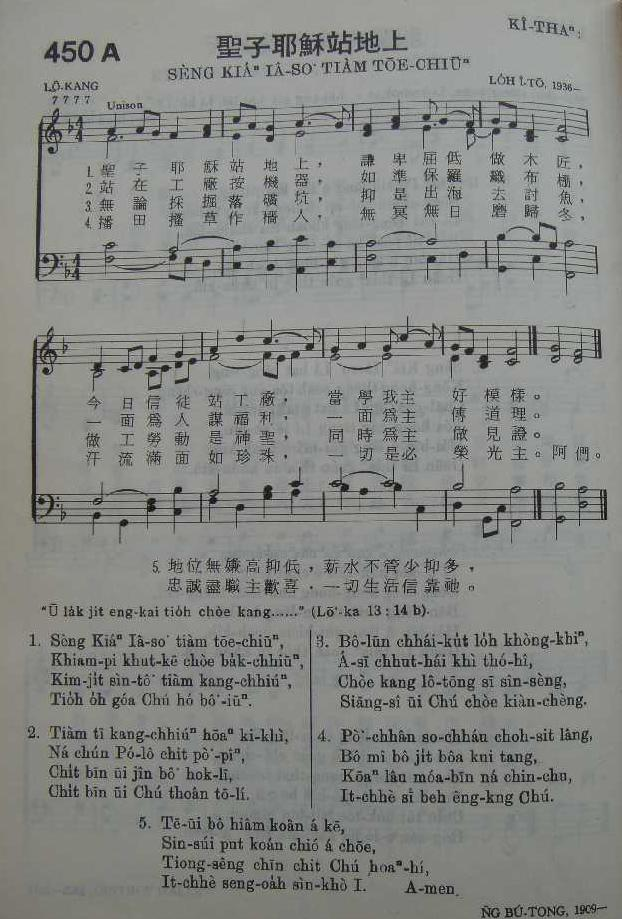 450 A
聖子耶穌站地上
KÎ-THAⁿ:
SÈNG KIÁⁿ IÂ-SO͘ TIÀM TŌE-CHIŪⁿ
LÔ-KANG
7 7 7 7
Unison
LÓH Î-TŌ, 1936—
1. 聖子耶穌站地上，謙卑屈低做木匠，
2 站在工廠按機器，如準保羅織布棚，
3. 無論採掘落礦坑，抑是出海去討魚，
4. 播田搔草作穡人，無冥無日磨歸冬，
今日信徒站工廠，當學我主好模樣。
一面爲人謀福利，一面爲主傳道理。
做工勞動是神聖，同時爲主做見證。
汗流滿面如珍珠，一切是必榮光主。阿們。
5. 地位無嫌高抑低，薪水不管少抑多，
忠誠盡職主歡喜，一切生活信靠祂。
"Ū la̍k ji̍t eng-kai tio̍h chòe kang......" (Lō͘-ka 13 : 14 b).
1. Sèng Kiáⁿ Iâ-so͘ tiàm tōe-chiūⁿ,
Khiam-pi khut-kē chòe ba̍k-chhiūⁿ,
Kim-ji̍t sìn-tô͘ tiàm kang-chhiúⁿ,
Tio̍h o̍h góa Chú hó bô͘-iūⁿ.
2. Tiàm tī kang-chhiúⁿ hōaⁿ ki-khì,
Ná chún Pó-lô chit pò͘-pîⁿ,
Chi̍t bīn ūi jîn bô͘ hok-lī,
Chi̍t bīn ūi Chú thoân tō-lí.
3. Bô-lūn chhái-ku̍t lo̍h khòng-khiⁿ,
Á-sī chhut-hái khì thó-hî,
Chòe kang lô-tōng sī sîn-sèng,
Siāng-sî ūi Chú chòe kiàn-chèng.
4. Pò͘-chhân so-chháu choh-sit lâng,
Bô mî bô ji̍t bôa kui tang,
Kōaⁿ lâu móa-bīn ná chin-chu,
It-chhè sī beh êng-kng Chú.
5. Tē-ūi bô hiâm koân á kē,
Sin-súi put koán chió á chōe,
Tiong-sêng chīn chit Chú hoaⁿ-hí,
It-chhè seng-oa̍h sìn-khò I. A-men.
N̂G BÚ-TONG, 1909—